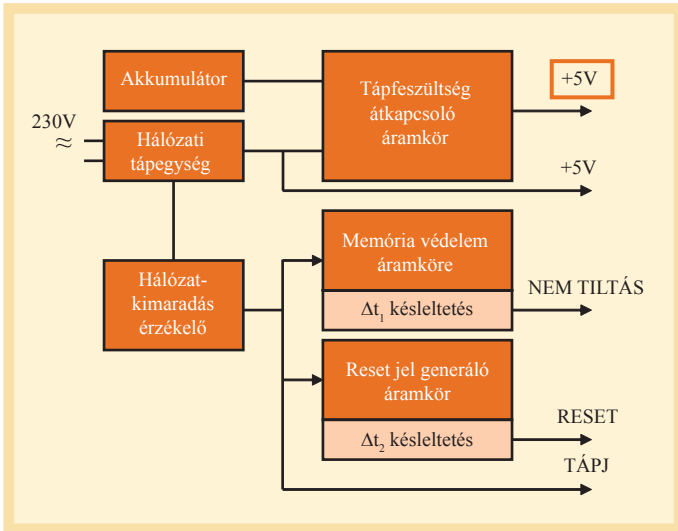 Akkumulátor
Tápfeszültség
átkapcsoló
áramkör
+5V
230V
≈
Hálózati
tápegység
+5V
Hálózat-
kimaradás
érzékelő
Memória védelem
áramköre
Δt₁ késleltetés
NEM TILTÁS
Reset jel generáló
áramkör
Δt₂ késleltetés
RESET
TÁPJ